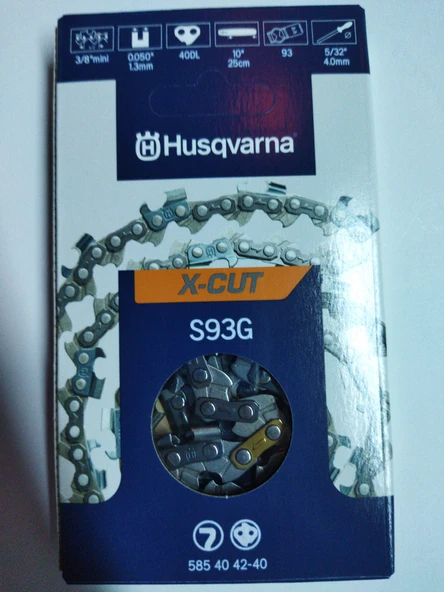 3/8"mini 0.050" 40DL 10" 93 5/32"
1.3mm 25cm 4.0mm
Husqvarna
X-CUT
S93G
7
585 40 42-40